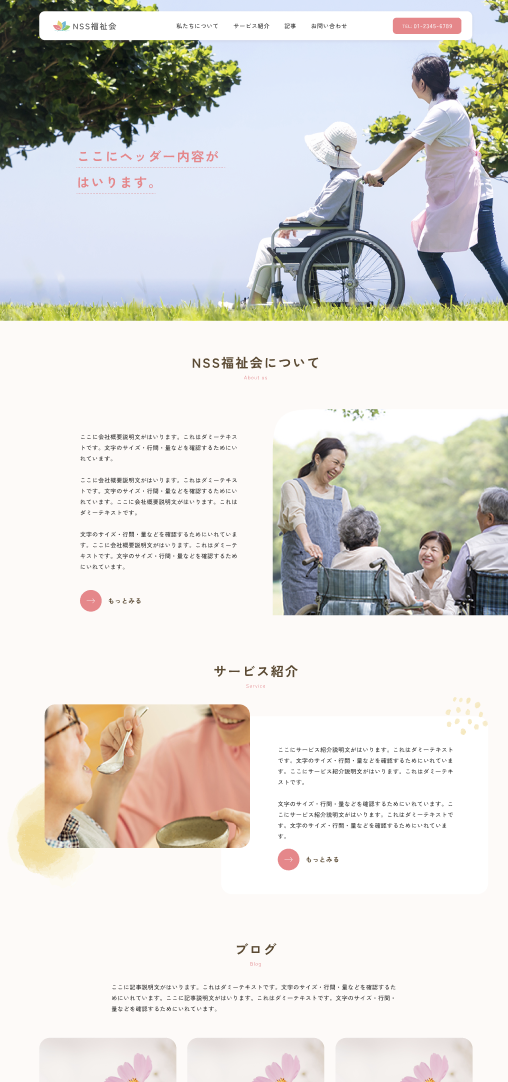 NSS福祉会
私たちについて
サービス紹介
記事
お問い合わせ
TEL. 01-2345-6789
ここにヘッダー内容が
はいります。
NSS福祉会について
About us
ここに会社概要説明文がはいります。これはダミーテキス
トです。文字のサイズ・行間・量などを確認するためにい
れています。
ここに会社概要説明文がはいります。これはダミーテキス
トです。文字のサイズ・行間・量などを確認するためにい
れています。ここに会社概要説明文がはいります。これは
ダミーテキストです。
文字のサイズ・行間・量などを確認するためにいれていま
す。ここに会社概要説明文がはいります。これはダミーテ
キストです。文字のサイズ・行間・量などを確認するため
にいれています。
もっとみる
サービス紹介
Service
ここにサービス紹介説明文がはいります。これはダミーテキスト
です。文字のサイズ・行間・量などを確認するためにいれていま
す。ここにサービス紹介説明文がはいります。これはダミーテキ
ストです。
文字のサイズ・行間・量などを確認するためにいれています。こ
こにサービス紹介説明文がはいります。これはダミーテキストで
す。文字のサイズ・行間・量などを確認するためにいれていま
す。
もっとみる
ブログ
Blog
ここに記事説明文がはいります。これはダミーテキストです。文字のサイズ・行間・量などを確認するた
めにいれています。ここに記事説明文がはいります。これはダミーテキストです。文字のサイズ・行間・
量などを確認するためにいれています。